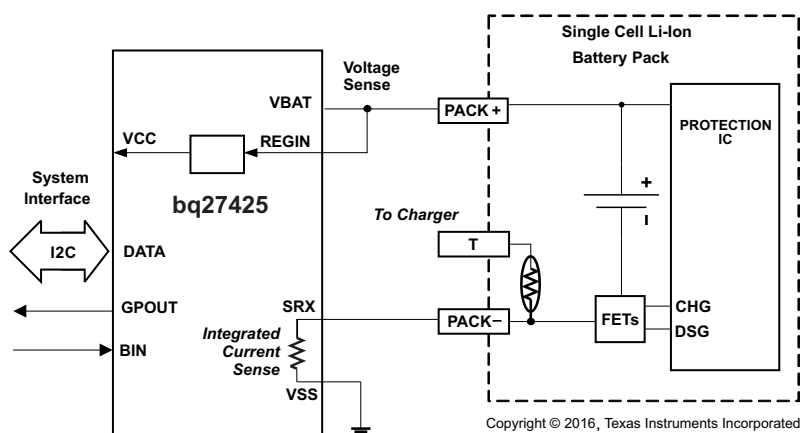 Single Cell Li-Ion
Battery Pack
Voltage
Sense
VBAT
PACK+
PROTECTION
IC
VCC
REGIN
+
System
Interface
bq27425
To Charger
I2C
DATA
T
GPOUT
SRX
PACK–
FETs
CHG
DSG
BIN
Integrated
Current
Sense
VSS
Copyright © 2016, Texas Instruments Incorporated